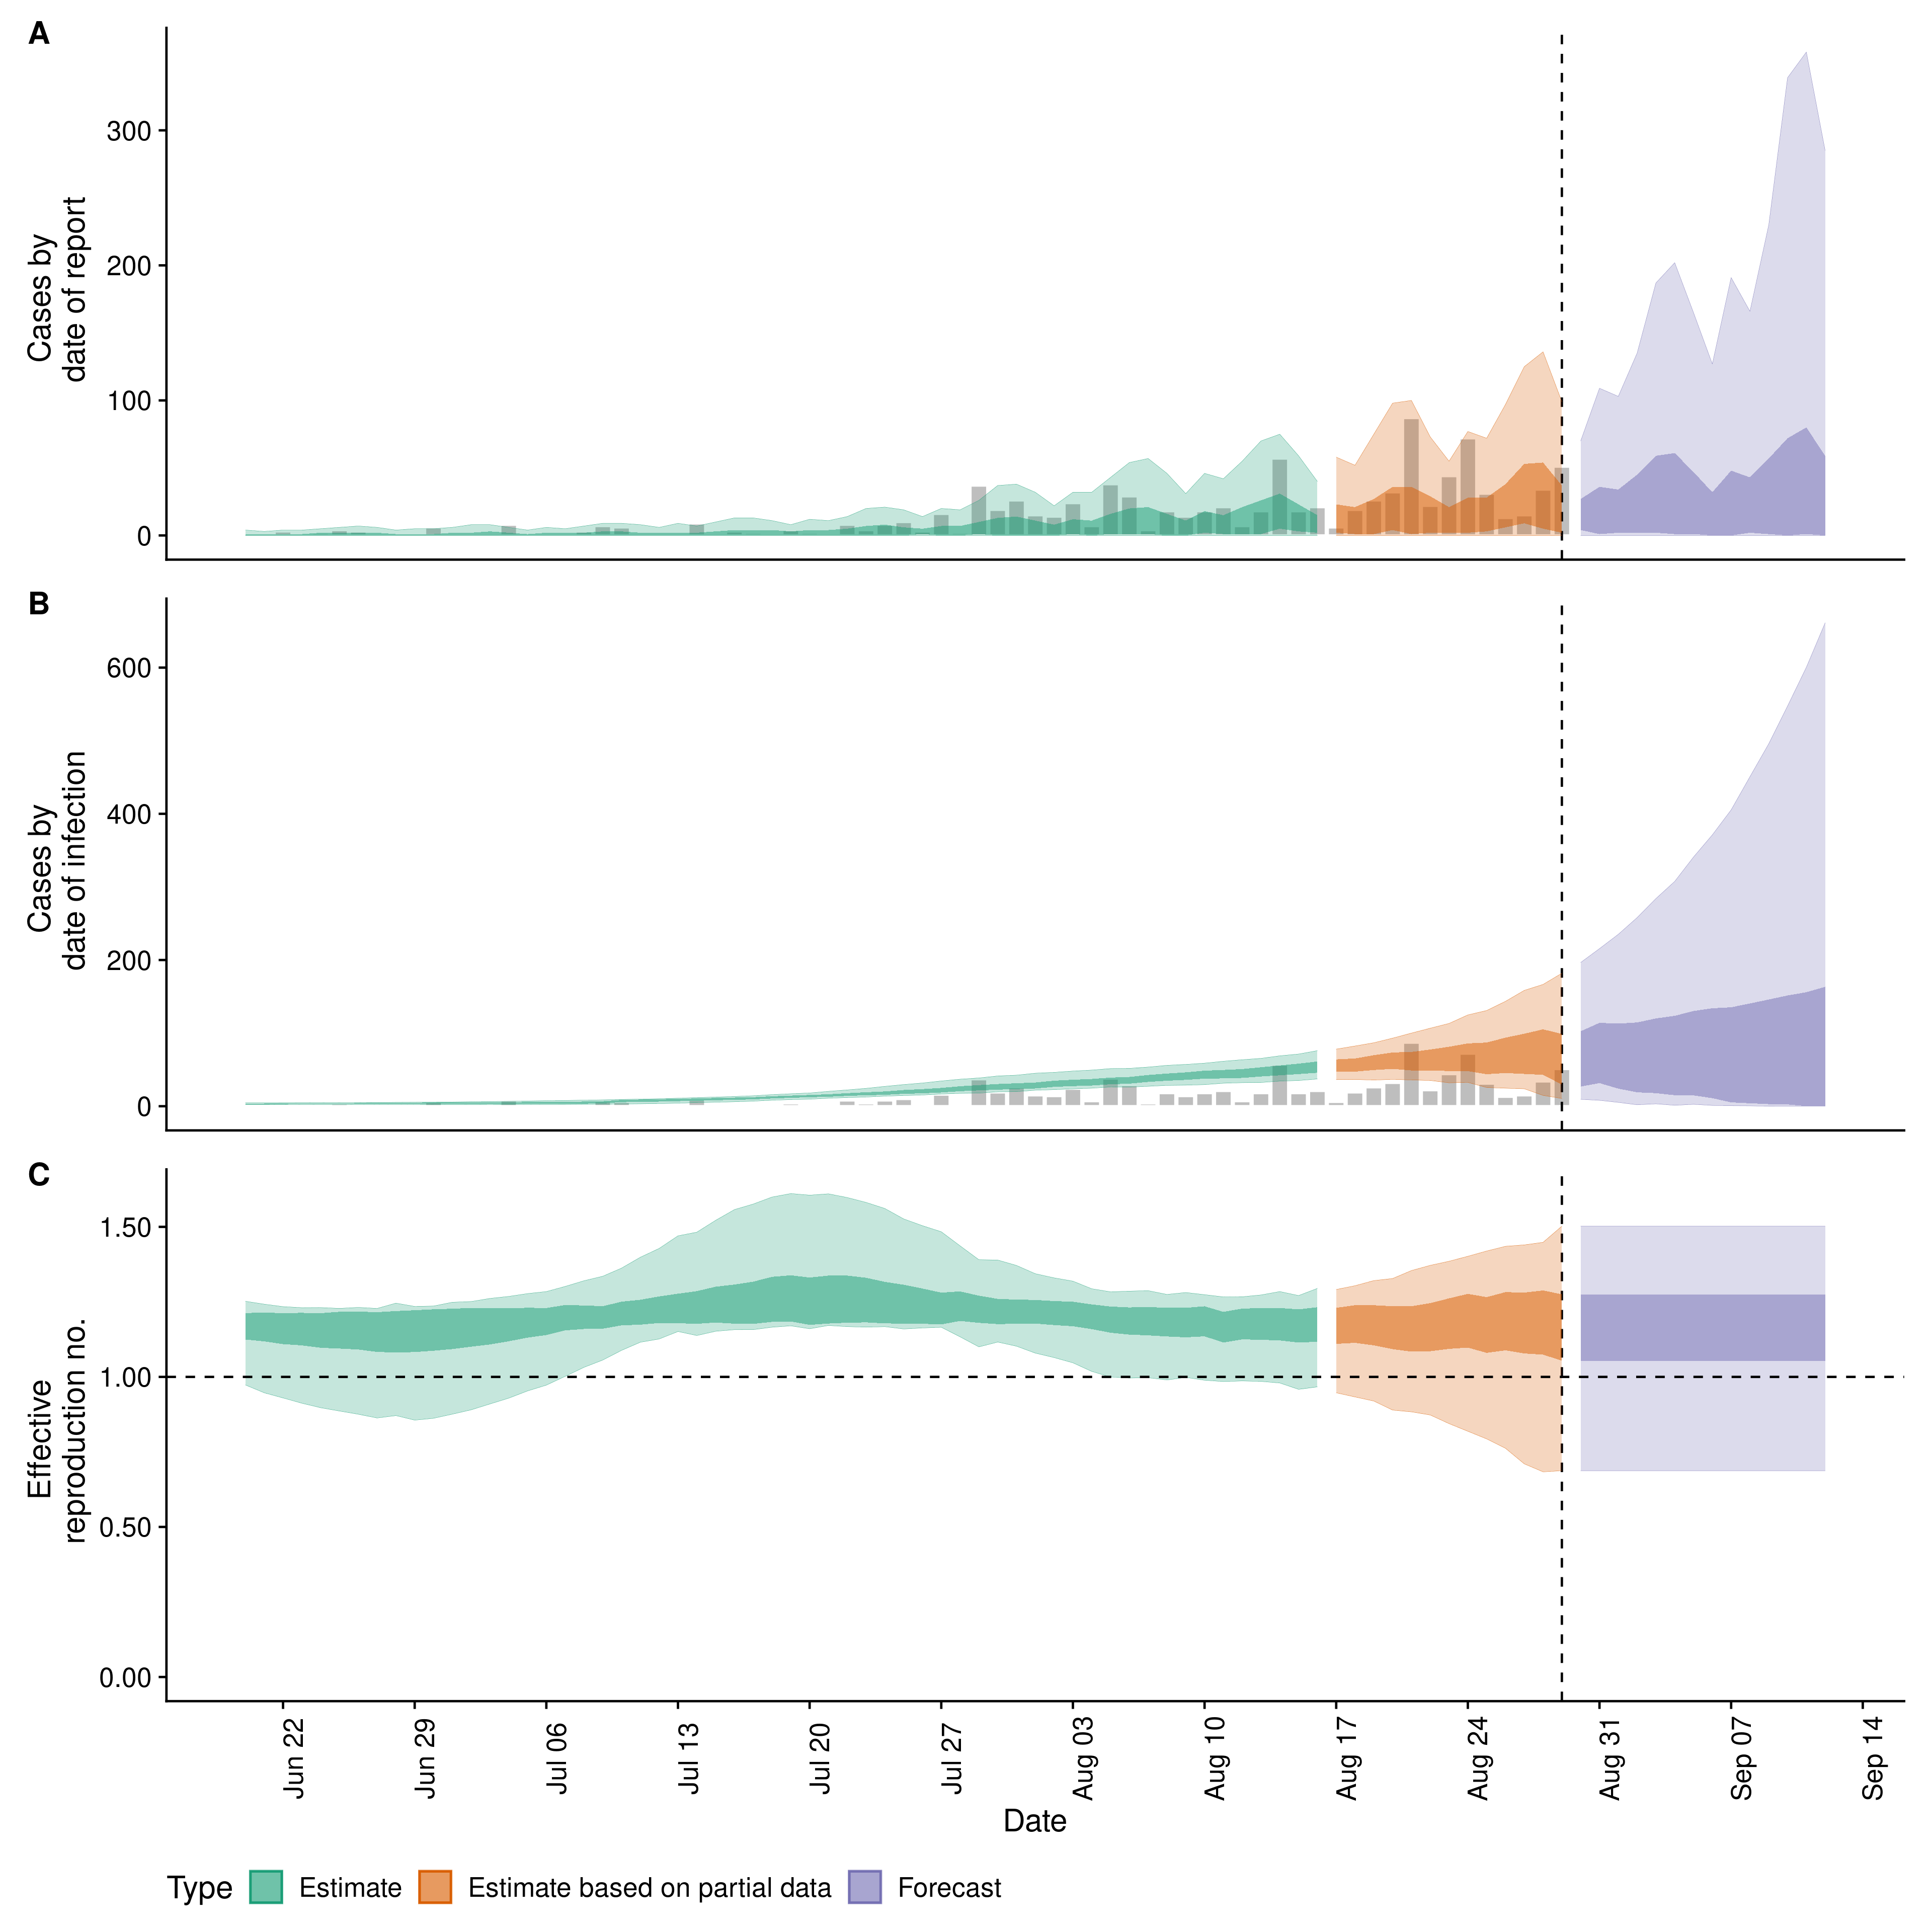 A
Cases by
date of report
300
200
100
0
B
Cases by
date of infection
600
400
200
0
C
Effective
reproduction no.
1.50
1.00
0.50
0.00
Jun 22
Jun 29
Jul 06
Jul 13
Jul 20
Jul 27
Aug 03
Aug 10
Aug 17
Aug 24
Aug 31
Sep 07
Sep 14
Date
Type
Estimate
Estimate based on partial data
Forecast